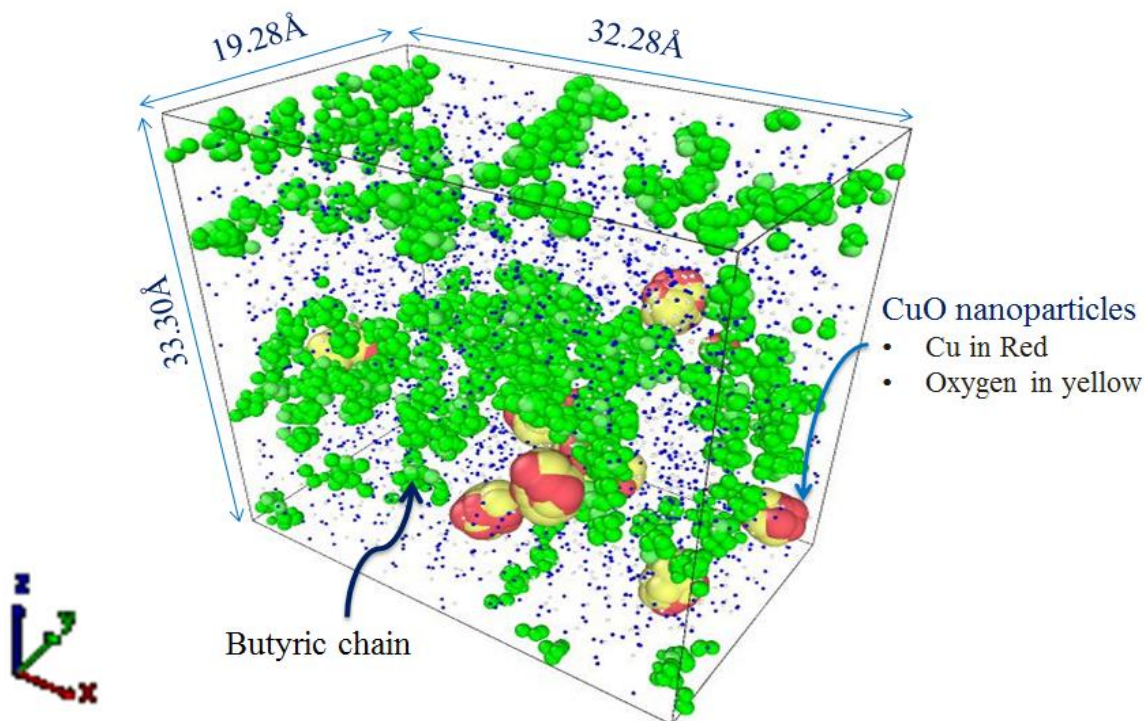 19.28Å
32.28Å
33.30Å
CuO nanoparticles
• Cu in Red
• Oxygen in yellow
Butyric chain
z
y
x